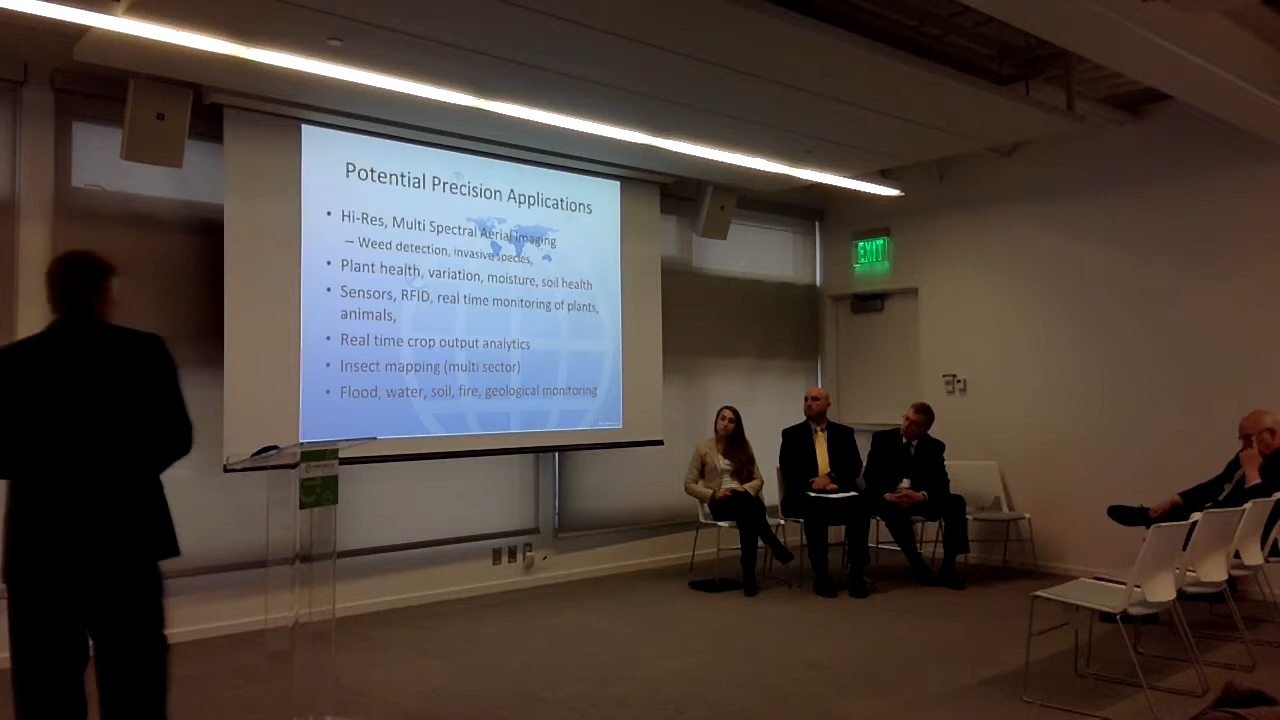 Potential Precision Applications
• Hi-Res, Multi Spectral Aerial imaging
– Weed detection, invasive species,
• Plant health, variation, moisture, soil health
• Sensors, RFID, real time monitoring of plants,
animals,
• Real time crop output analytics
• Insect mapping (multi sector)
• Flood, water, soil, fire, geological monitoring
EXIT